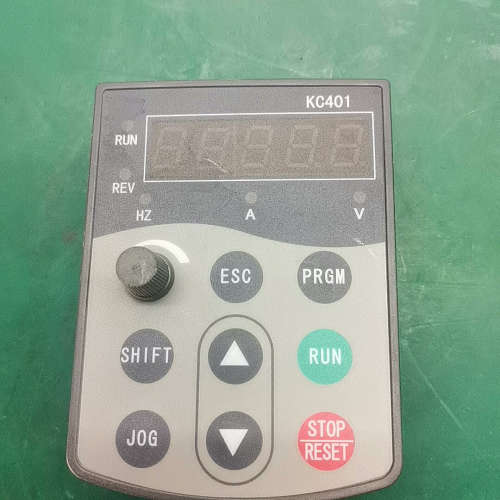 KC401
RUN
REV
HZ A V
ESC PRGM
SHIFT RUN
JOG STOP
RESET